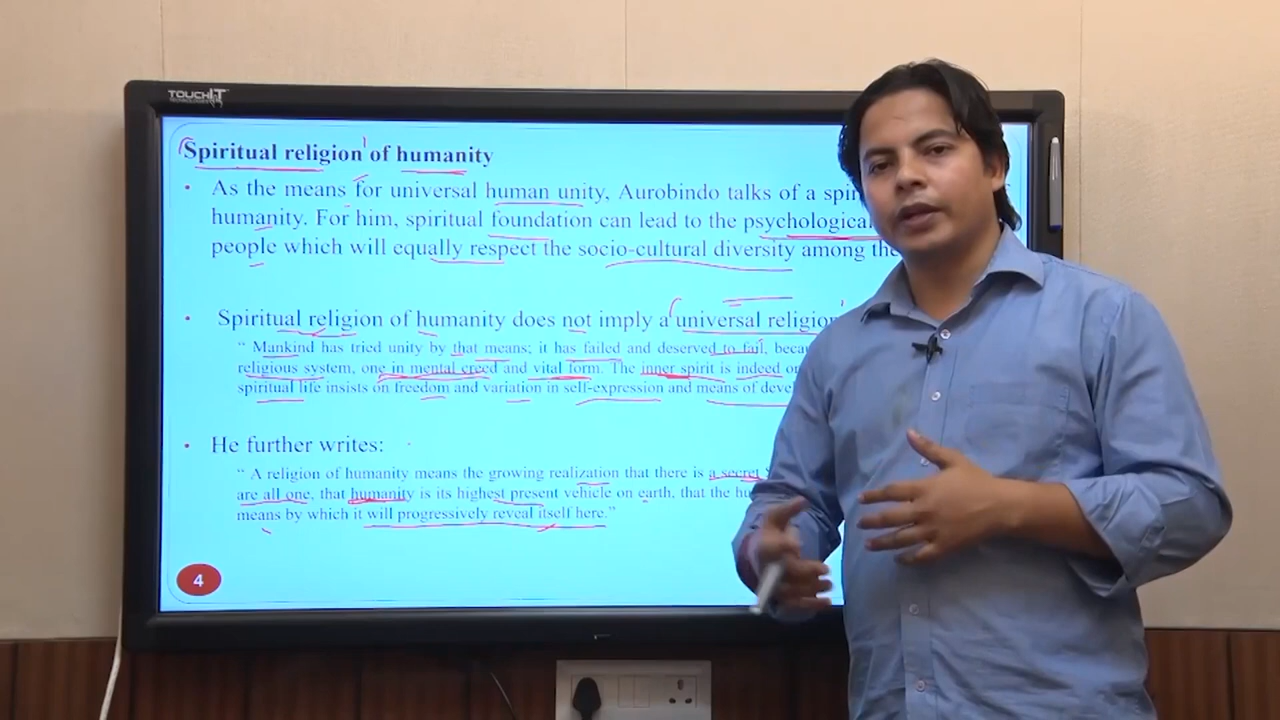 TOUCHIT
Spiritual religion of humanity
• As the means for universal human unity, Aurobindo talks of a
humanity. For him, spiritual foundation can lead to the psychological
people which will equally respect the socio-cultural diversity among
• Spiritual religion of humanity does not imply a universal religion
“ Mankind has tried unity by that means; it has failed and deserved to fail,
religious system, one in mental creed and vital form. The inner spirit is indeed
spiritual life insists on freedom and variation in self-expression and means of
• He further writes:
“ A religion of humanity means the growing realization that there is a secret
are all one, that humanity is its highest present vehicle on earth, that the
means by which it will progressively reveal itself here.”
4